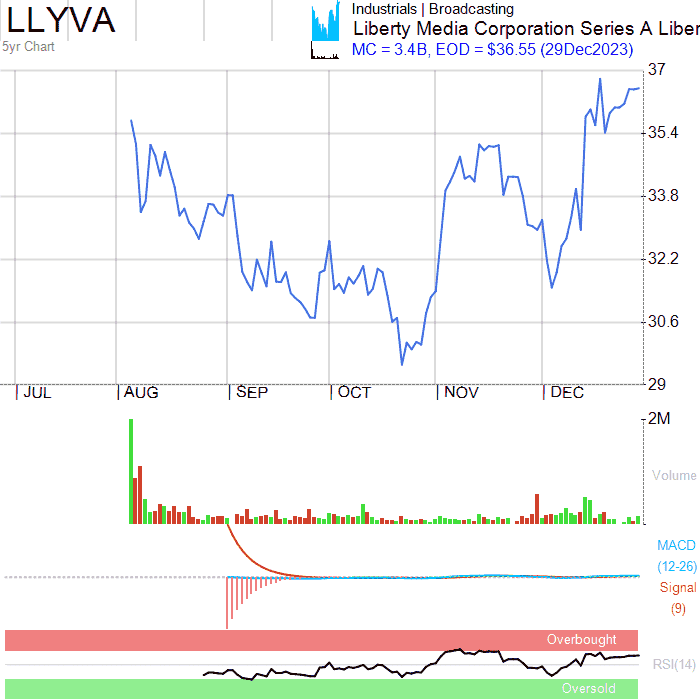 LLYVA
5yr Chart
Industrials | Broadcasting
Liberty Media Corporation Series A Liber
MC = 3.4B, EOD = $36.55 (29Dec2023)
37
35.4
33.8
32.2
30.6
29
JUL AUG SEP OCT NOV DEC
2M
Volume
MACD
(12-26)
Signal
(9)
Overbought
RSI(14)
Oversold